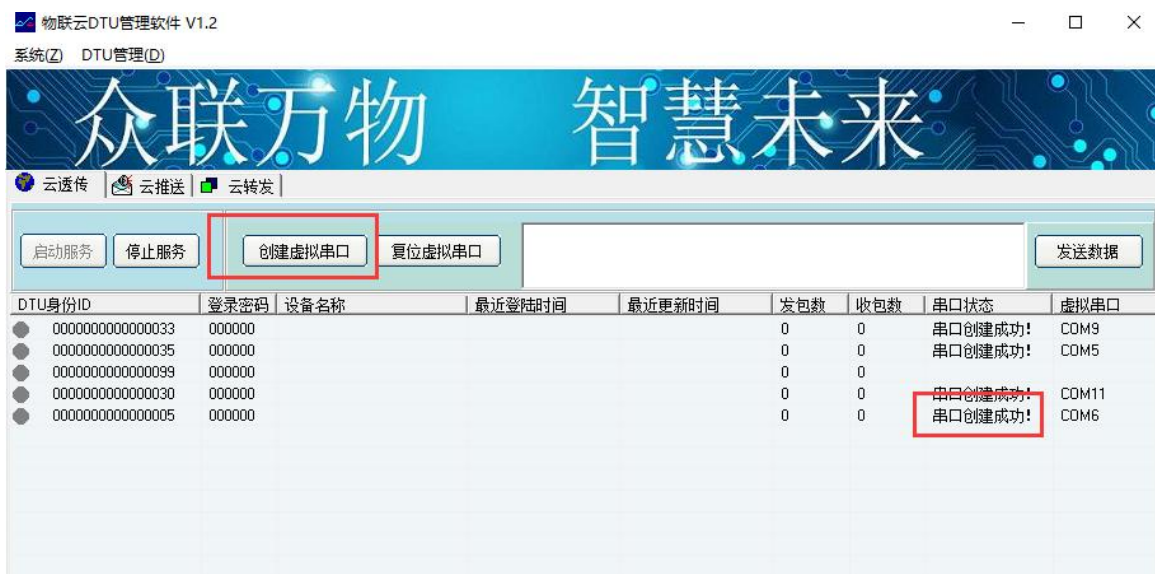 物联云DTU管理软件 V1.2
系统(Z) DTU管理(D)
众联万物 智慧未来
云透传 云推送 云转发
启动服务 停止服务 创建虚拟串口 复位虚拟串口 发送数据
DTU身份ID 登录密码 设备名称 最近登陆时间 最近更新时间 发包数 收包数 串口状态 虚拟串口
0000000000000033 000000 0 0 串口创建成功! COM9
0000000000000035 000000 0 0 串口创建成功! COM5
0000000000000099 000000 0 0
0000000000000030 000000 0 0 串口创建成功! COM11
0000000000000005 000000 0 0 串口创建成功! COM6